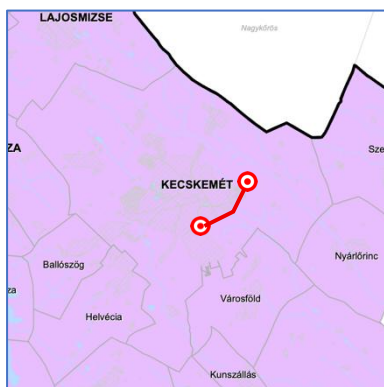 LAJOSMIZSE
Nagykőrös
ZA
Sze
KECSKEMÉT
Nyárlőrinc
Ballószög
za
Városföld
Helvécia
Kunszállás